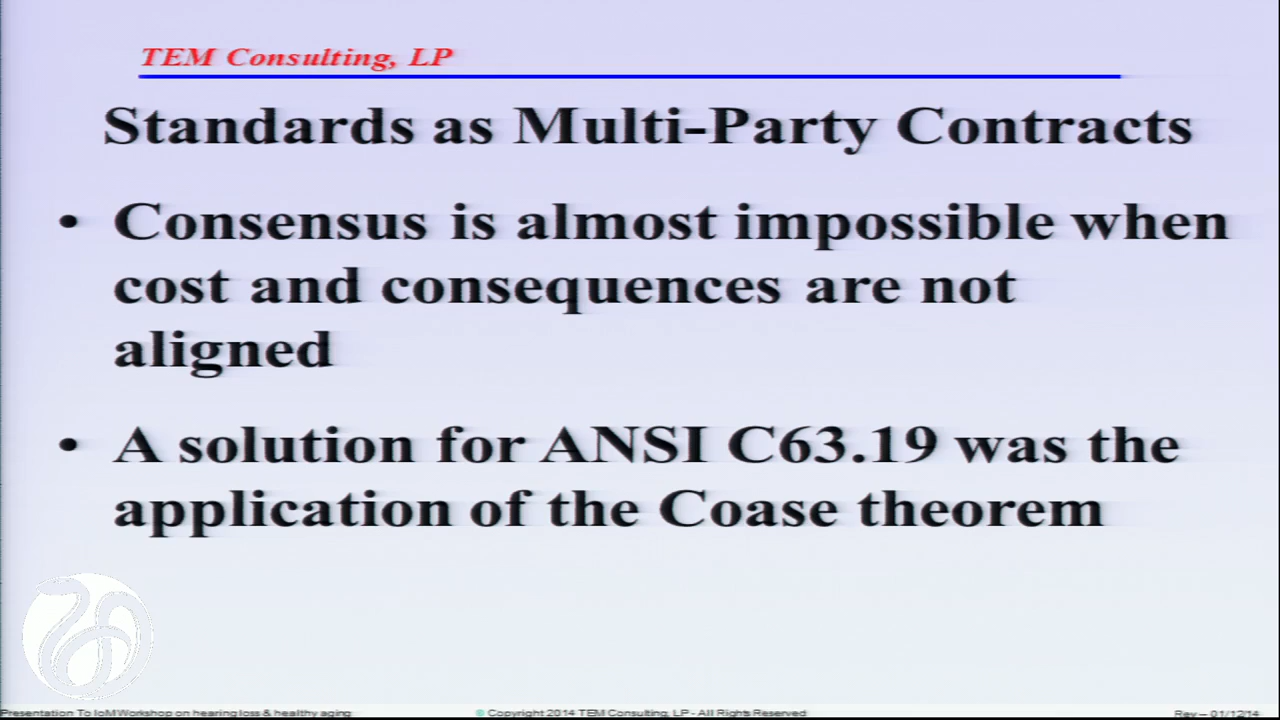 TEM Consulting, LP
Standards as Multi-Party Contracts
• Consensus is almost impossible when
cost and consequences are not
aligned
• A solution for ANSI C63.19 was the
application of the Coase theorem
Presentation To IoM Workshop on hearing loss & healthy aging
© Copyright 2014 TEM Consulting, LP - All Rights Reserved
Rev – 01/12/14